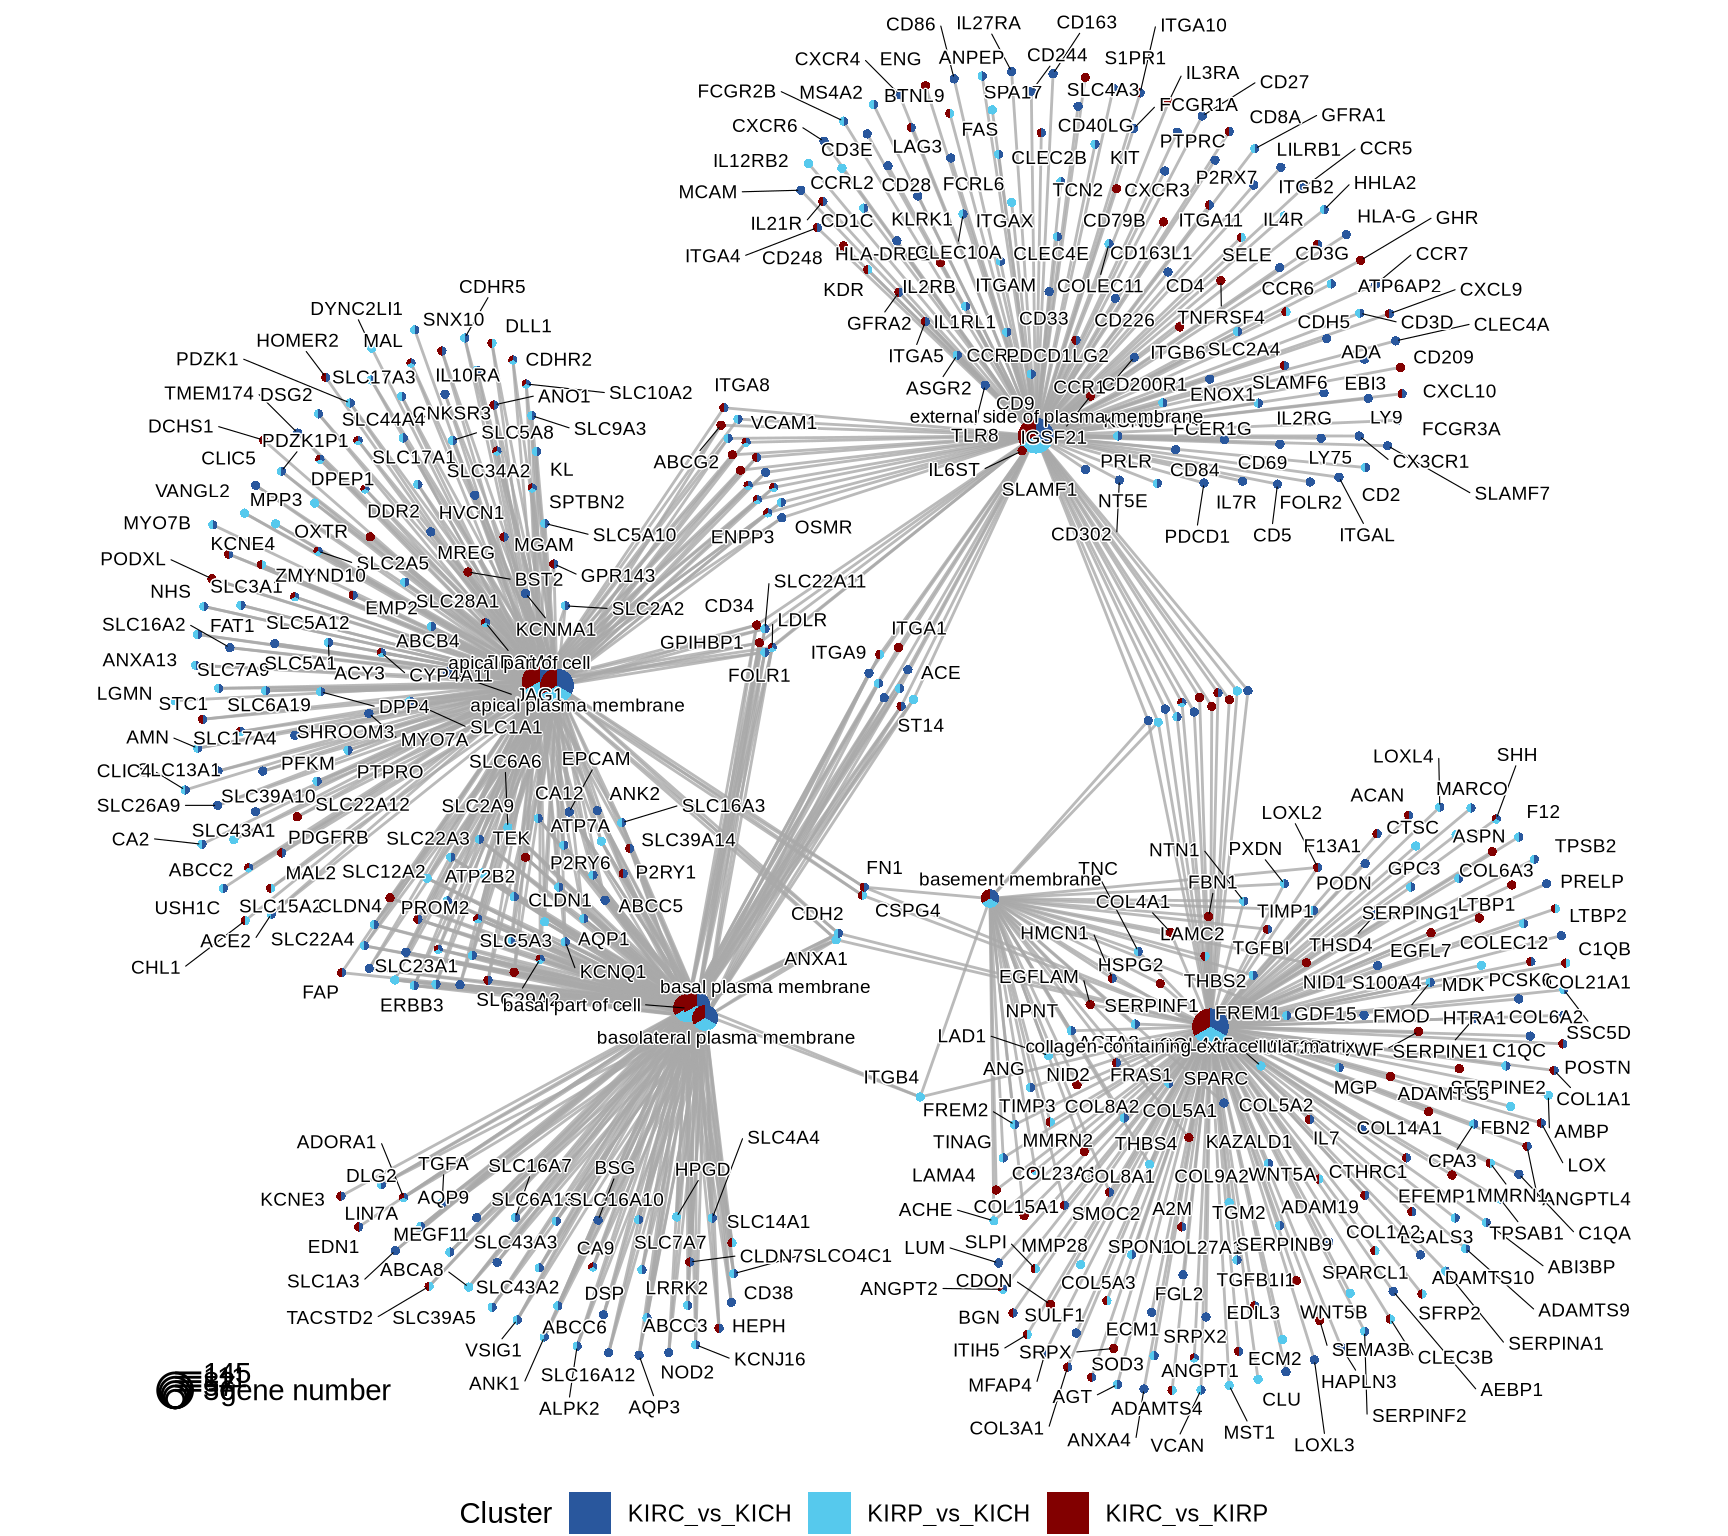 CD86 IL27RA CD163 ITGA10
CXCR4 ENG ANPEP CD244 S1PR1
FCGR2B MS4A2 BTNL9 SPA17 SLC4A3 IL3RA CD27
CXCR6 FAS CD40LG FCGR1A CD8A GFRA1
IL12RB2 CD3E LAG3 CLEC2B KIT PTPRC LILRB1 CCR5
MCAM CCRL2 CD28 FCRL6 TCN2 CXCR3 P2RX7 ITGB2 HHLA2
IL21R CD1C KLRK1 ITGAX CD79B ITGA11 IL4R HLA-G GHR
ITGA4 CD248 CLEC10A CLEC4E CD163L1 SELE CD3G CCR7
KDR IL2RB ITGAM COLEC11 CD4 CCR6 ATP6AP2 CXCL9
GFRA2 IL1RL1 CD33 CD226 TNFRSF4 CDH5 CD3D CLEC4A
ITGA5 PDCD1LG2 ITGB6 SLC2A4 ADA CD209
ASGR2 CCR1 CD200R1 ENOX1 SLAMF6 EBI3 CXCL10
CD9 IL2RG LY9
external side of plasma membrane
TLR8 IGSF21 FCER1G FCGR3A
IL6ST PRLR CD84 CD69 LY75 CX3CR1
SLAMF1 NT5E IL7R FOLR2 CD2 SLAMF7
CD302 PDCD1 CD5 ITGAL
CDHR5
DYNC2LI1 SNX10 DLL1
HOMER2 MAL CDHR2
PDZK1 SLC17A3 IL10RA SLC10A2 ITGA8
TMEM174 DSG2 SLC44A4 CNKSR3 ANO1 VCAM1
DCHS1 PDZK1P1 SLC5A8 SLC9A3
CLIC5 DPEP1 SLC17A1 SLC34A2 KL ABCG2
VANGL2 MPP3 DDR2 HVCN1 SPTBN2
MYO7B OXTR MREG MGAM SLC5A10 ENPP3 OSMR
PODXL KCNE4 SLC2A5 BST2 GPR143
NHS SLC3A1 ZMYND10 SLC22A11
EMP2 SLC28A1 SLC2A2 CD34 LDLR
SLC16A2 FAT1 SLC5A12 ABCB4 KCNMA1 GPIHBP1 ITGA1
ANXA13 SLC7A9 SLC5A1 ACY3 CYP4A11 apical part of cell FOLR1 ITGA9 ACE
LGMN STC1 SLC6A19 DPP4 JAG1
apical plasma membrane
AMN SLC17A4 SHROOM3 MYO7A SLC1A1 ST14
CLIC4 SLC13A1 PFKM PTPRO SLC6A6 EPCAM
SLC26A9 SLC39A10 SLC22A12 SLC2A9 CA12 ANK2 SLC16A3
CA2 SLC43A1 PDGFRB SLC22A3 TEK ATP7A SLC39A14
ABCC2 MAL2 SLC12A2 ATP2B2 P2RY6 P2RY1
USH1C SLC15A2 CLDN4 PROM2 CLDN1 ABCC5
ACE2 SLC22A4 SLC5A3 AQP1
CHL1 SLC23A1 KCNQ1
FAP ERBB3 basal part of cell
basal plasma membrane
basolateral plasma membrane
FN1 CSPG4 CDH2 ANXA1 ITGB4
basement membrane
LOXL4 SHH
ACAN MARCO
LOXL2 CTSC ASPN F12
NTN1 PXDN F13A1 TPSB2
TNC FBN1 PODN GPC3 COL6A3 PRELP
COL4A1 TIMP1 SERPING1 LTBP1 LTBP2
HMCN1 LAMC2 TGFBI THSD4 EGFL7 COLEC12 C1QB
EGFLAM HSPG2 THBS2 NID1 S100A4 MDK PCSK6 COL21A1
NPNT SERPINF1 FREM1 GDF15 FMOD HTRA1 COL6A2 SSC5D
LAD1 collagen-containing extracellular matrix SERPINE1 C1QC
ANG NID2 FRAS1 SPARC MGP SERPINE2 POSTN
FREM2 TIMP3 COL8A2 COL5A1 COL5A2 ADAMTS5 COL1A1
TINAG MMRN2 THBS4 KAZALD1 IL7 COL14A1 FBN2 AMBP
LAMA4 COL8A1 COL9A2 WNT5A CTHRC1 CPA3 LOX
ACHE COL15A1 SMOC2 A2M TGM2 ADAM19 EFEMP1 MMRN1 ANGPTL4
LUM SLPI MMP28 SPON1 SERPINB9 COL1A2 LGALS3 TPSAB1 C1QA
ANGPT2 CDON COL5A3 TGFB1I1 SPARCL1 ADAMTS10 ABI3BP
BGN SULF1 FGL2 EDIL3 WNT5B SFRP2 ADAMTS9
ITIH5 SRPX ECM1 SRPX2 SEMA3B CLEC3B SERPINA1
MFAP4 SOD3 ANGPT1 ECM2 HAPLN3 AEBP1
AGT ADAMTS4 CLU SERPINF2
COL3A1 ANXA4 VCAN MST1 LOXL3
ADORA1 SLC4A4
DLG2 TGFA SLC16A7 BSG HPGD
KCNE3 LIN7A AQP9 SLC16A10 SLC14A1
EDN1 MEGF11 SLC43A3 CA9 SLC7A7 CLDN7 SLCO4C1
SLC1A3 ABCA8 SLC43A2 DSP LRRK2 CD38
TACSTD2 SLC39A5 ABCC6 ABCC3 HEPH
VSIG1 SLC16A12 NOD2 KCNJ16
ANK1 ALPK2 AQP3
145
gene number
Cluster KIRC_vs_KICH KIRP_vs_KICH KIRC_vs_KIRP